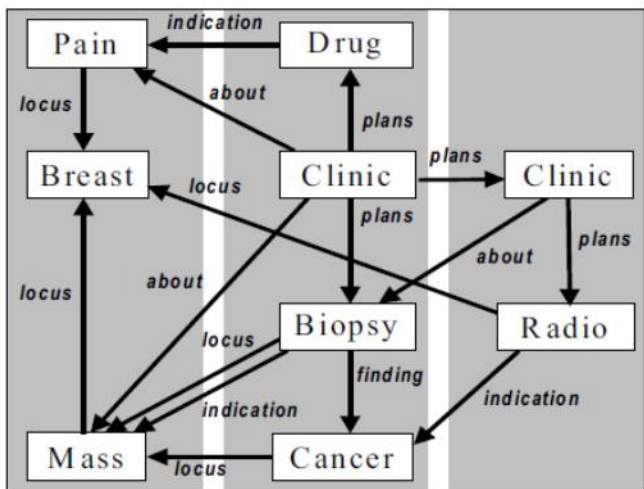 indication
Pain Drug
about
locus plans
Breast Clinic plans Clinic
locus
plans plans
about about
locus
Biopsy Radio
locus
finding
indication indication
Mass locus Cancer